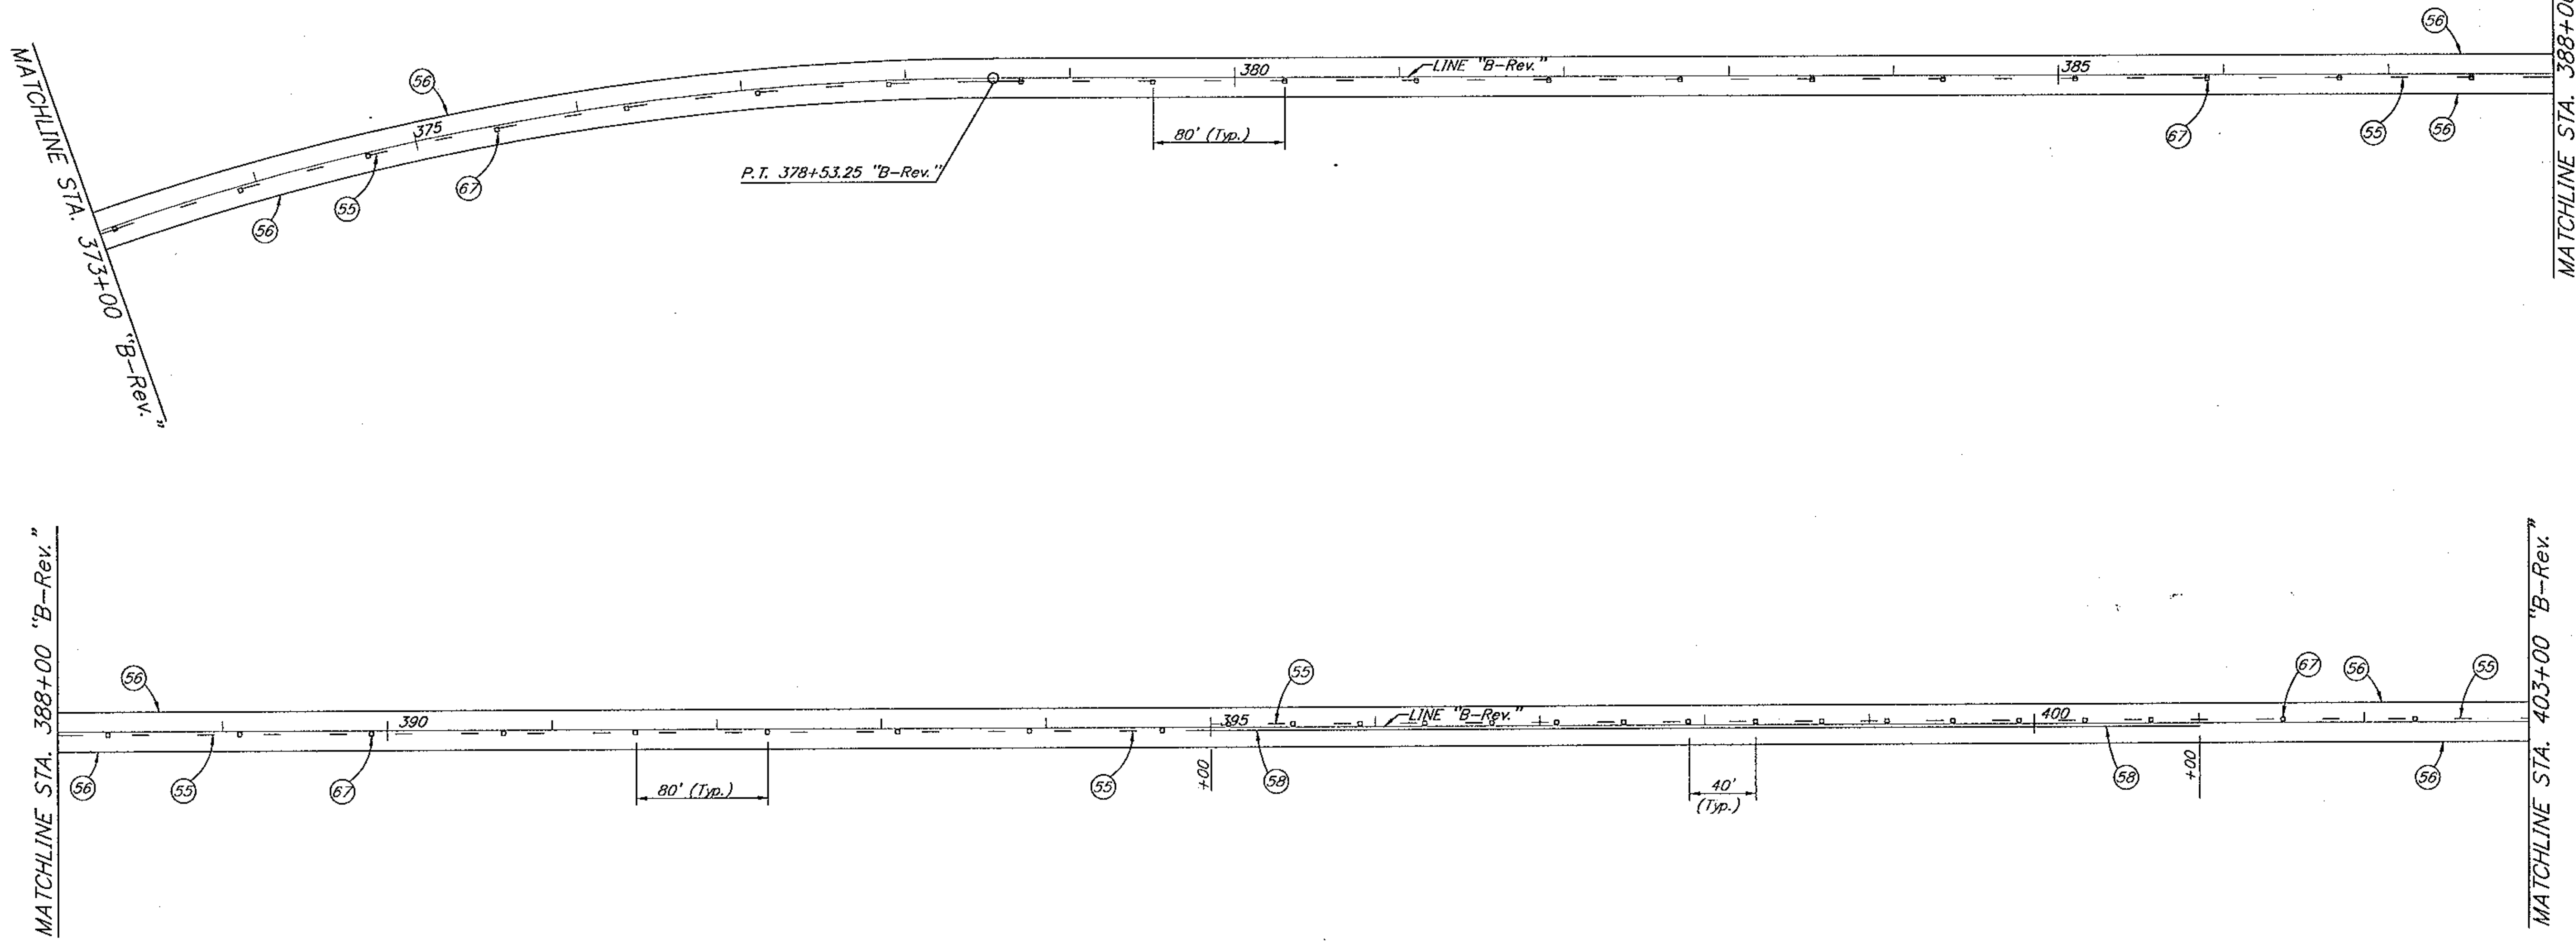 MATCHLINE STA. 373+00 "B-Rev."
56
375
56
55
67
P.T. 378+53.25 "B-Rev."
80' (Typ.)
380
LINE "B-Rev."
385
56
67
55
56
MATCHLINE STA. 388+00
MATCHLINE STA. 388+00 "B-Rev."
56
390
56
55
67
80' (Typ.)
55
+00
395
55
58
LINE "B-Rev."
40'
(Typ.)
400
58
+00
67
56
55
56
MATCHLINE STA. 403+00 "B-Rev."